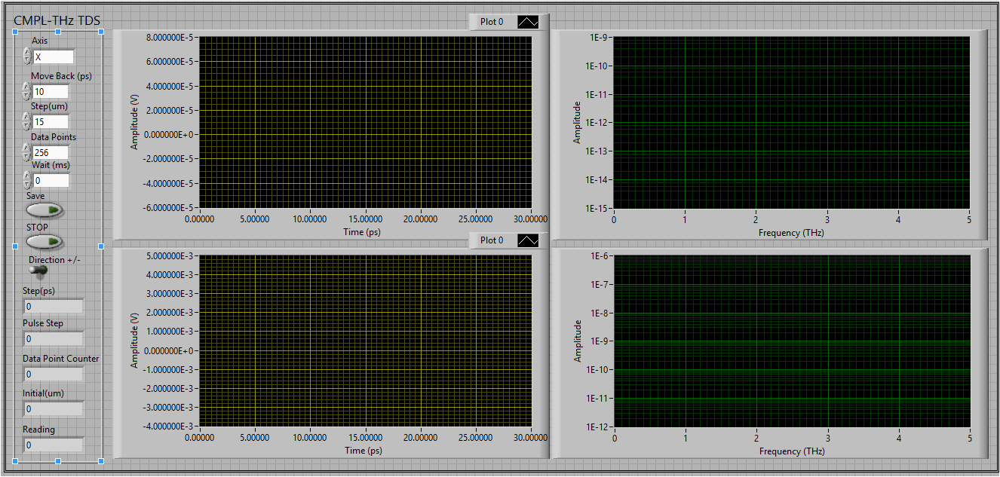 CMPL-THz TDS
Axis
X
Move Back (ps)
10
Step(um)
15
Data Points
256
Wait (ms)
0
Save
STOP
Direction +/-
Step(ps)
0
Pulse Step
0
Data Point Counter
0
Initial(um)
0
Reading
0
Plot 0
Amplitude (V)
8.000000E-5
6.000000E-5
4.000000E-5
2.000000E-5
0.000000E+0
-2.000000E-5
-4.000000E-5
-6.000000E-5
0.00000 5.00000 10.00000 15.00000 20.00000 25.00000 30.00000
Time (ps)
Amplitude
1E-9
1E-10
1E-11
1E-12
1E-13
1E-14
1E-15
0 1 2 3 4 5
Frequency (THz)
Plot 0
Amplitude (V)
5.000000E-3
4.000000E-3
3.000000E-3
2.000000E-3
1.000000E-3
0.000000E+0
-1.000000E-3
-2.000000E-3
-3.000000E-3
-4.000000E-3
0.00000 5.00000 10.00000 15.00000 20.00000 25.00000 30.00000
Time (ps)
Amplitude
1E-6
1E-7
1E-8
1E-9
1E-10
1E-11
1E-12
0 1 2 3 4 5
Frequency (THz)